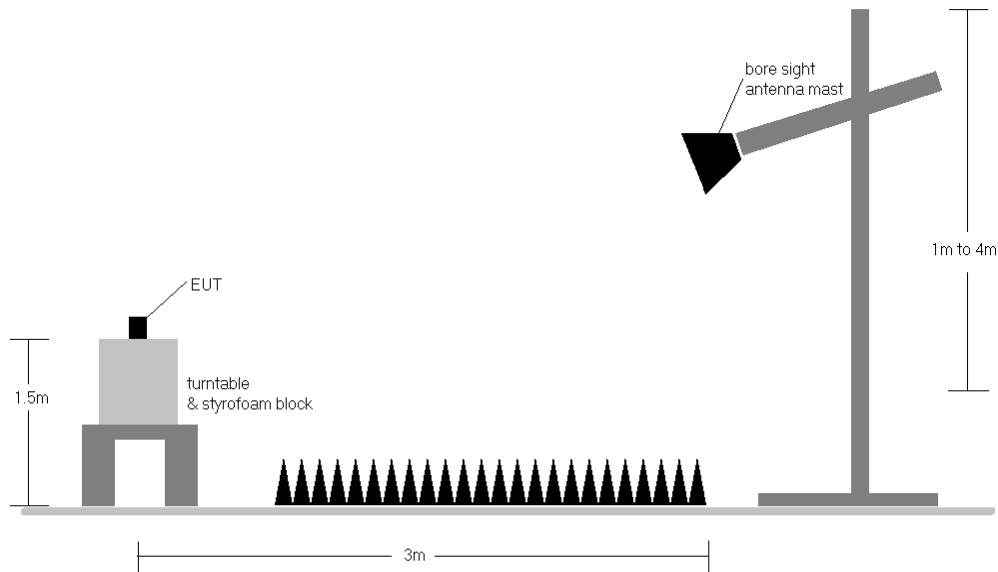 bore sight
antenna mast
1m to 4m
EUT
1.5m
turntable
& styrofoam block
3m